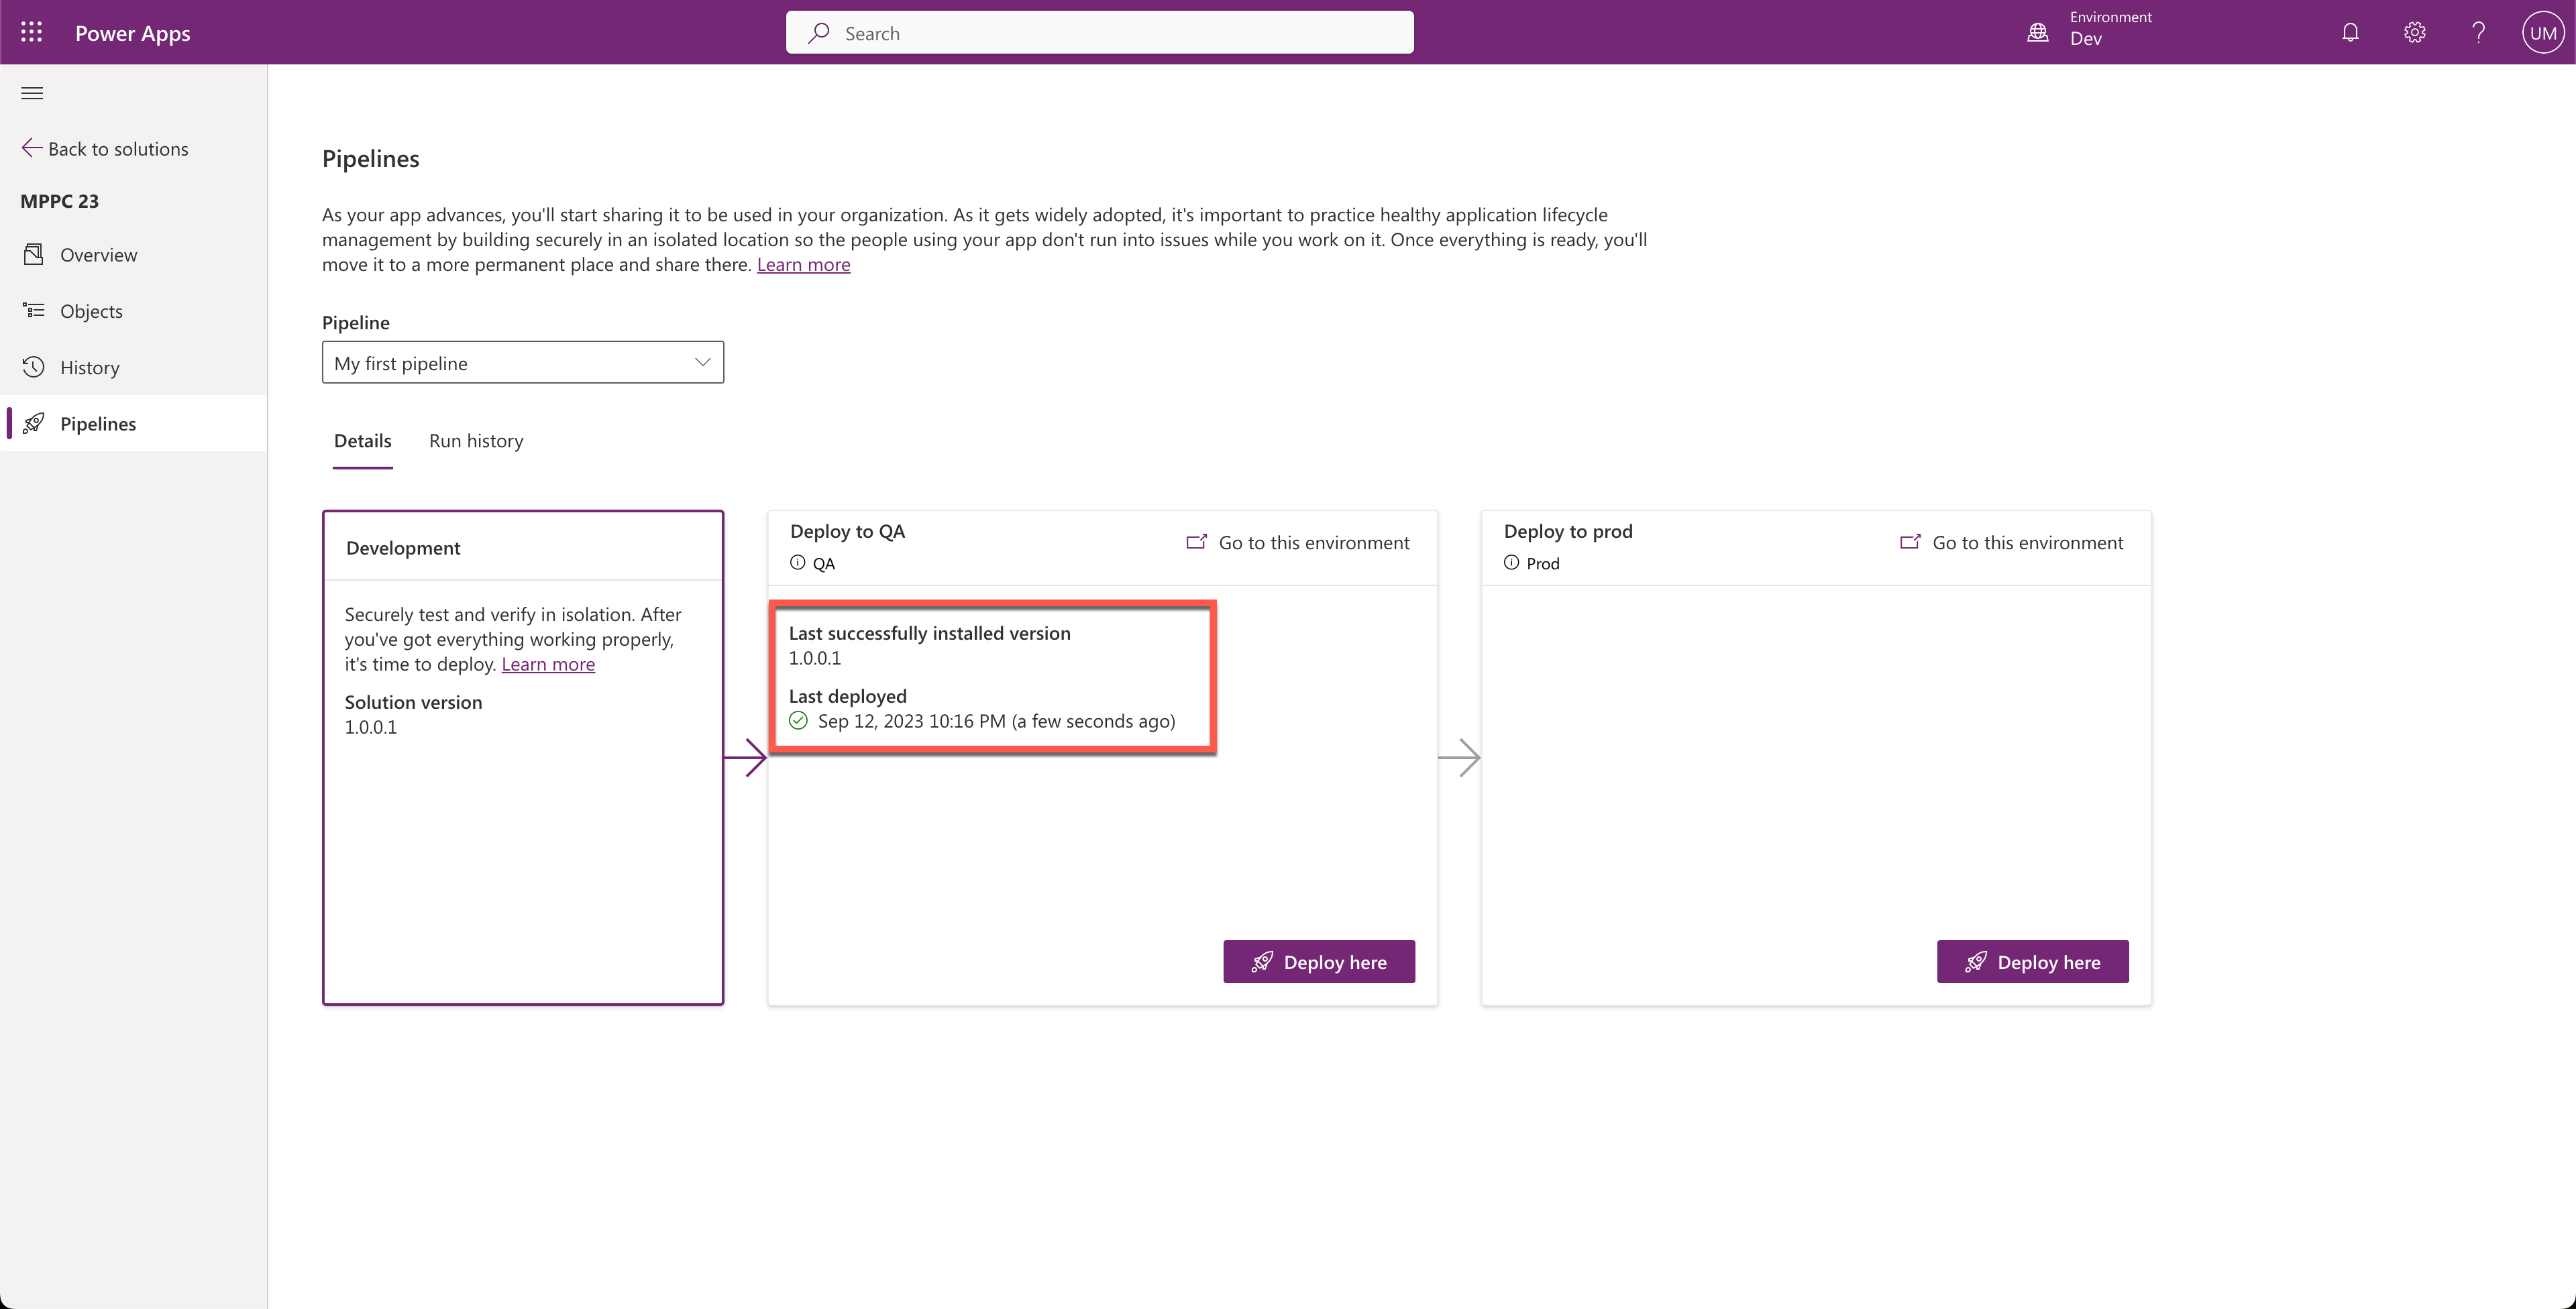 Power Apps
Search
Environment
Dev
UM
Back to solutions
MPPC 23
Overview
Objects
History
Pipelines
Pipelines
As your app advances, you'll start sharing it to be used in your organization. As it gets widely adopted, it's important to practice healthy application lifecycle
management by building securely in an isolated location so the people using your app don't run into issues while you work on it. Once everything is ready, you'll
move it to a more permanent place and share there. Learn more
Pipeline
My first pipeline
Details
Run history
Development
Securely test and verify in isolation. After
you've got everything working properly,
it's time to deploy. Learn more
Solution version
1.0.0.1
Deploy to QA
QA
Go to this environment
Last successfully installed version
1.0.0.1
Last deployed
Sep 12, 2023 10:16 PM (a few seconds ago)
Deploy here
Deploy to prod
Prod
Go to this environment
Deploy here